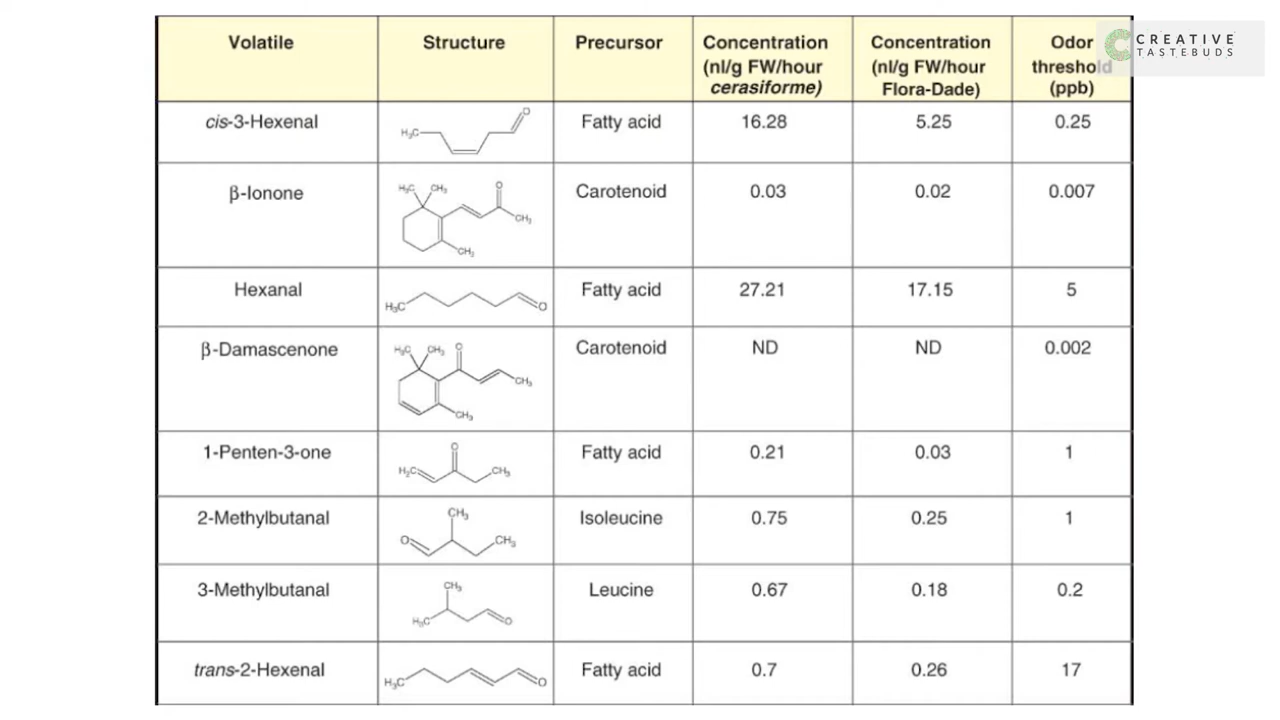 Volatile Structure Precursor Concentration (nl/g FW/hour cerasiforme) Concentration (nl/g FW/hour Flora-Dade) Odor threshold (ppb)
CREATIVE
TASTEBUDS
cis-3-Hexenal H₃C O Fatty acid 16.28 5.25 0.25
β-Ionone H₃C CH₃ O CH₃ CH₃ Carotenoid 0.03 0.02 0.007
Hexanal H₃C O Fatty acid 27.21 17.15 5
β-Damascenone H₃C CH₃ O CH₃ CH₃ Carotenoid ND ND 0.002
1-Penten-3-one H₂C O CH₃ Fatty acid 0.21 0.03 1
2-Methylbutanal O CH₃ CH₃ Isoleucine 0.75 0.25 1
3-Methylbutanal CH₃ H₃C O Leucine 0.67 0.18 0.2
trans-2-Hexenal H₃C O Fatty acid 0.7 0.26 17